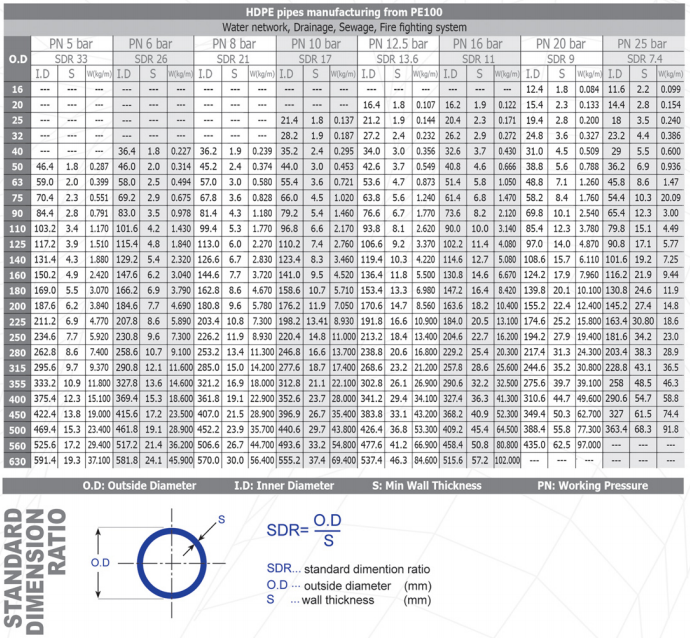 HDPE pipes manufacturing from PE100
Water network, Drainage, Sewage, Fire fighting system
O.D PN 5 bar PN 6 bar PN 8 bar PN 10 bar PN 12.5 bar PN 16 bar PN 20 bar PN 25 bar
SDR 33 SDR 26 SDR 21 SDR 17 SDR 13.6 SDR 11 SDR 9 SDR 7.4
I.D S W(kg/m) I.D S W(kg/m) I.D S W(kg/m) I.D S W(kg/m) I.D S W(kg/m) I.D S W(kg/m) I.D S W(kg/m) I.D S W(kg/m)
16 --- --- --- --- --- --- --- --- --- --- --- --- --- --- --- --- --- --- 12.4 1.8 0.084 11.6 2.2 0.099
20 --- --- --- --- --- --- --- --- --- --- --- --- 16.4 1.8 0.107 16.2 1.9 0.122 15.4 2.3 0.133 14.4 2.8 0.154
25 --- --- --- --- --- --- --- --- --- 21.4 1.8 0.137 21.2 1.9 0.144 20.4 2.3 0.171 19.4 2.8 0.200 18 3.5 0.240
32 --- --- --- --- --- --- --- --- --- 28.2 1.9 0.187 27.2 2.4 0.232 26.2 2.9 0.272 24.8 3.6 0.327 23.2 4.4 0.386
40 --- --- --- 36.4 1.8 0.227 36.2 1.9 0.239 35.2 2.4 0.295 34.0 3.0 0.356 32.6 3.7 0.430 31.0 4.5 0.509 29 5.5 0.600
50 46.4 1.8 0.287 46.0 2.0 0.314 45.2 2.4 0.374 44.0 3.0 0.453 42.6 3.7 0.549 40.8 4.6 0.666 38.8 5.6 0.788 36.2 6.9 0.936
63 59.0 2.0 0.399 58.0 2.5 0.494 57.0 3.0 0.580 55.4 3.6 0.721 53.6 4.7 0.873 51.4 5.8 1.050 48.8 7.1 1.260 45.8 8.6 1.47
75 70.4 2.3 0.551 69.2 2.9 0.675 67.8 3.6 0.828 66.0 4.5 1.020 63.8 5.6 1.240 61.4 6.8 1.470 58.2 8.4 1.760 54.4 10.3 20.09
90 84.4 2.8 0.791 83.0 3.5 0.978 81.4 4.3 1.180 79.2 5.4 1.460 76.6 6.7 1.770 73.6 8.2 2.120 69.8 10.1 2.540 65.4 12.3 3.00
110 103.2 3.4 1.170 101.6 4.2 1.430 99.4 5.3 1.770 96.8 6.6 2.170 93.8 8.1 2.620 90.0 10.0 3.140 85.4 12.3 3.780 79.8 15.1 4.49
125 117.2 3.9 1.510 115.4 4.8 1.840 113.0 6.0 2.270 110.2 7.4 2.760 106.6 9.2 3.370 102.2 11.4 4.080 97.0 14.0 4.870 90.8 17.1 5.77
140 131.4 4.3 1.880 129.2 5.4 2.320 126.6 6.7 2.830 123.4 8.3 3.460 119.4 10.3 4.220 114.6 12.7 5.080 108.6 15.7 6.110 101.6 19.2 7.25
160 150.2 4.9 2.420 147.6 6.2 3.040 144.6 7.7 3.720 141.0 9.5 4.520 136.4 11.8 5.500 130.8 14.6 6.670 124.2 17.9 7.960 116.2 21.9 9.44
180 169.0 5.5 3.070 166.2 6.9 3.790 162.8 8.6 4.670 158.6 10.7 5.710 153.4 13.3 6.980 147.2 16.4 8.420 139.8 20.1 10.100 130.8 24.6 11.9
200 187.6 6.2 3.840 184.6 7.7 4.690 180.8 9.6 5.780 176.2 11.9 7.050 170.6 14.7 8.560 163.6 18.2 10.400 155.2 22.4 12.400 145.2 27.4 14.8
225 211.2 6.9 4.770 207.8 8.6 5.890 203.4 10.8 7.300 198.2 13.41 8.930 191.8 16.6 10.900 184.0 20.5 13.100 174.6 25.2 15.800 163.4 30.80 18.6
250 234.6 7.7 5.920 230.8 9.6 7.300 226.2 11.9 8.930 220.4 14.8 11.000 213.2 18.4 13.400 204.6 22.7 16.200 194.2 27.9 19.400 181.6 34.2 23.0
280 262.8 8.6 7.400 258.6 10.7 9.100 253.2 13.4 11.300 246.8 16.6 13.700 238.8 20.6 16.800 229.2 25.4 20.300 217.4 31.3 24.300 203.4 38.3 28.9
315 295.6 9.7 9.370 290.8 12.1 11.600 285.0 15.0 14.200 277.6 18.7 17.400 268.6 23.2 21.200 257.8 28.6 25.600 244.6 35.2 30.800 228.8 43.1 36.5
355 333.2 10.9 11.800 327.8 13.6 14.600 321.2 16.9 18.000 312.8 21.1 22.100 302.8 26.1 26.900 290.6 32.2 32.500 275.6 39.7 39.100 258 48.5 46.3
400 375.4 12.3 15.100 369.4 15.3 18.600 361.8 19.1 22.900 352.6 23.7 28.000 341.2 29.4 34.100 327.4 36.3 41.300 310.6 44.7 49.600 290.6 54.7 58.8
450 422.4 13.8 19.000 415.6 17.2 23.500 407.0 21.5 28.900 396.9 26.7 35.400 383.8 33.1 43.200 368.2 40.9 52.300 349.4 50.3 62.700 327 61.5 74.4
500 469.4 15.3 23.400 461.8 19.1 28.900 452.2 23.9 35.700 440.6 29.7 43.800 426.4 36.8 53.300 409.2 45.4 64.500 388.4 55.8 77.300 363.4 68.3 91.8
560 525.6 17.2 29.400 517.2 21.4 36.200 506.6 26.7 44.700 493.6 33.2 54.800 477.6 41.2 66.900 458.4 50.8 80.800 435.0 62.5 97.000 --- --- ---
630 591.4 19.3 37.100 581.8 24.1 45.900 570.0 30.0 56.400 555.2 37.4 69.400 537.4 46.3 84.600 515.6 57.2 102.000 --- --- --- --- --- ---
O.D: Outside Diameter I.D: Inner Diameter S: Min Wall Thickness PN: Working Pressure
STANDARD
DIMENSION
RATIO
O.D
S
SDR= O.D
S
SDR... standard dimention ratio
O.D ... outside diameter (mm)
S ... wall thickness (mm)